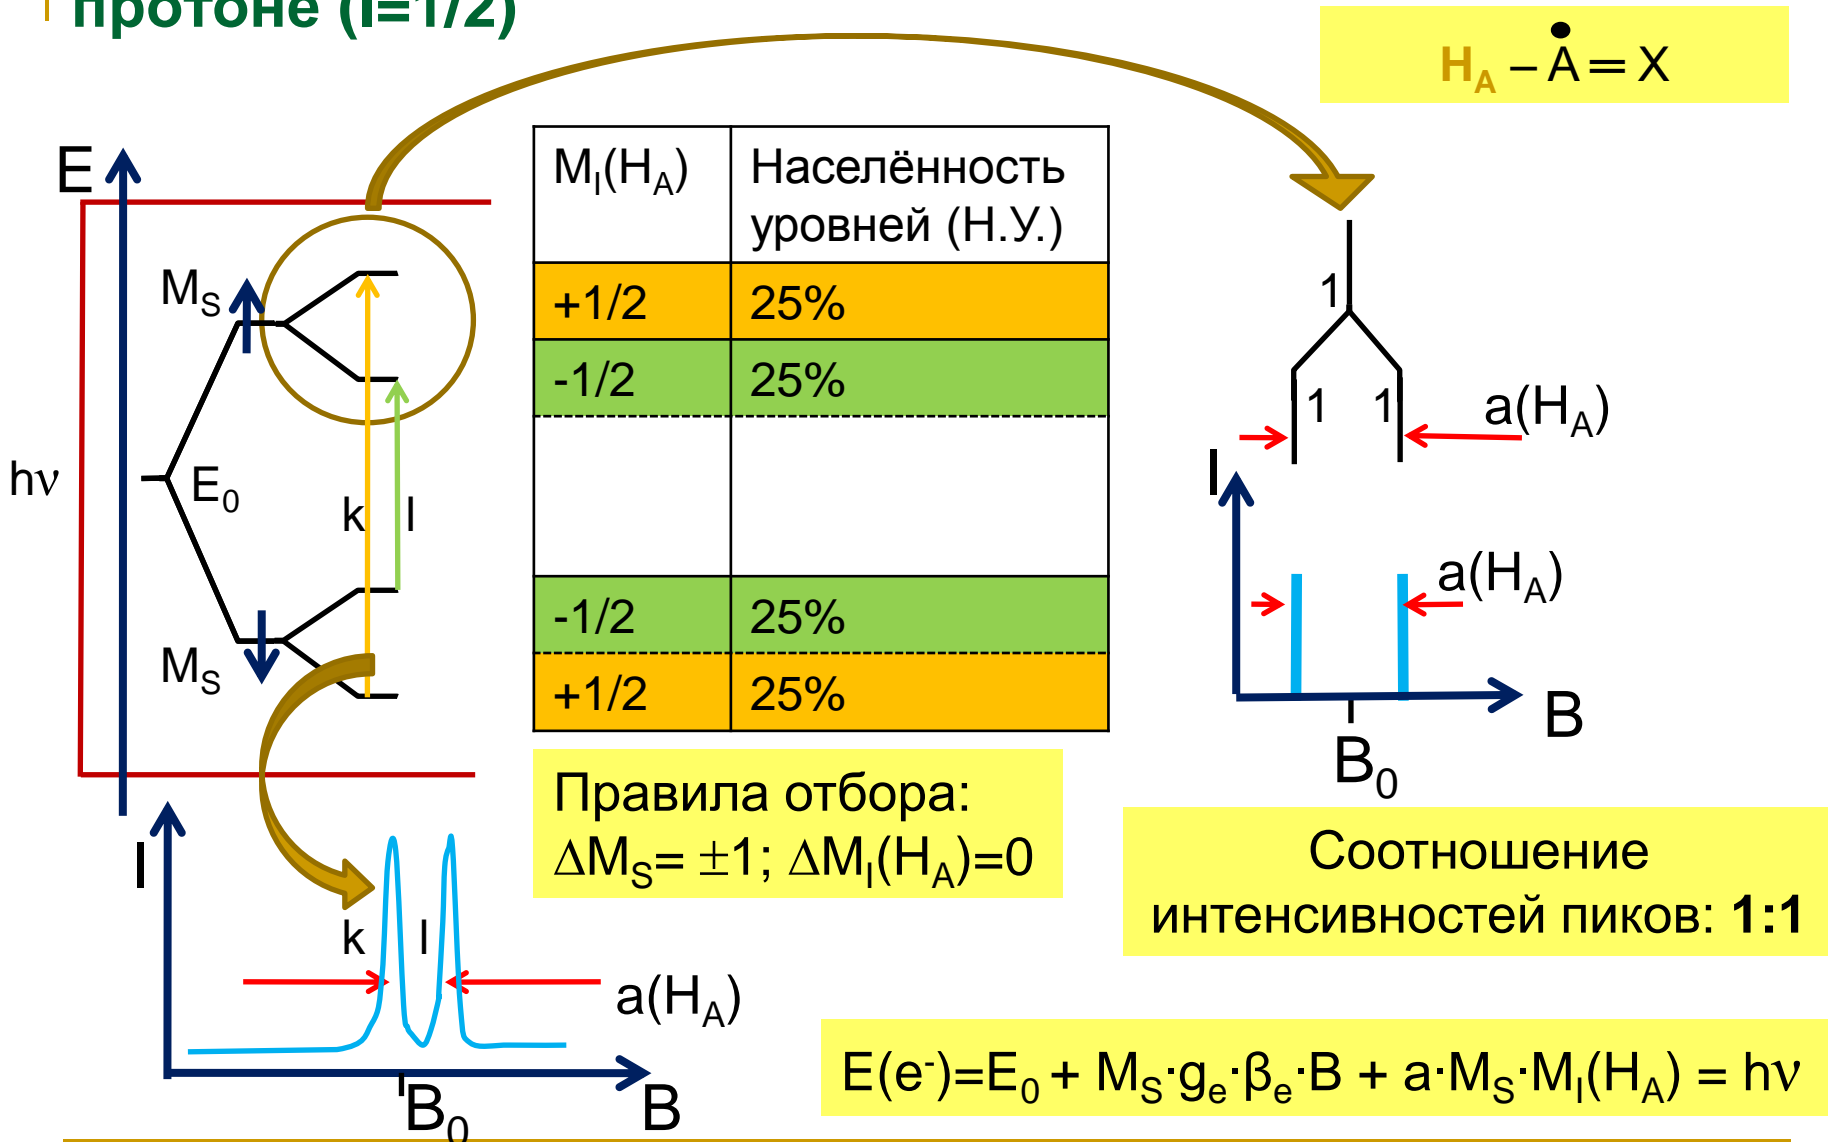 протоне (I=1/2)
H_A – A = X
E
M_S
E_0
hν
k l
M_S
M_I(H_A) Населённость уровней (Н.У.)
+1/2 25%
-1/2 25%
-1/2 25%
+1/2 25%
1
1 1 a(H_A)
I
a(H_A)
B
B_0
Правила отбора:
ΔM_S= ±1; ΔM_I(H_A)=0
Соотношение
интенсивностей пиков: 1:1
I
k l
a(H_A)
B_0 B
E(e⁻)=E_0 + M_S·g_e·β_e·B + a·M_S·M_I(H_A) = hν